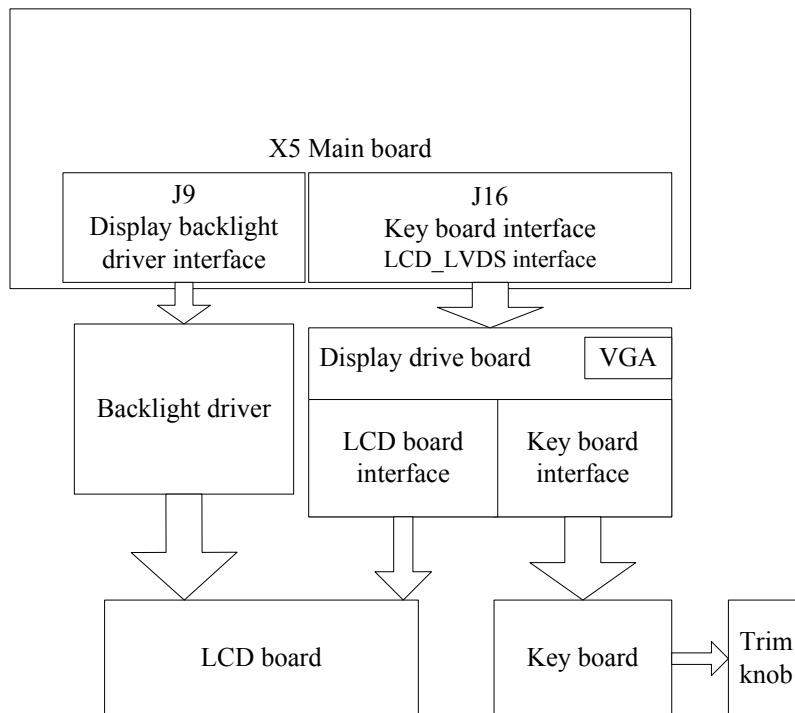 X5 Main board
J9
Display backlight
driver interface
J16
Key board interface
LCD_LVDS interface
Display drive board
VGA
Backlight driver
LCD board
interface
Key board
interface
LCD board
Key board
Trim
knob